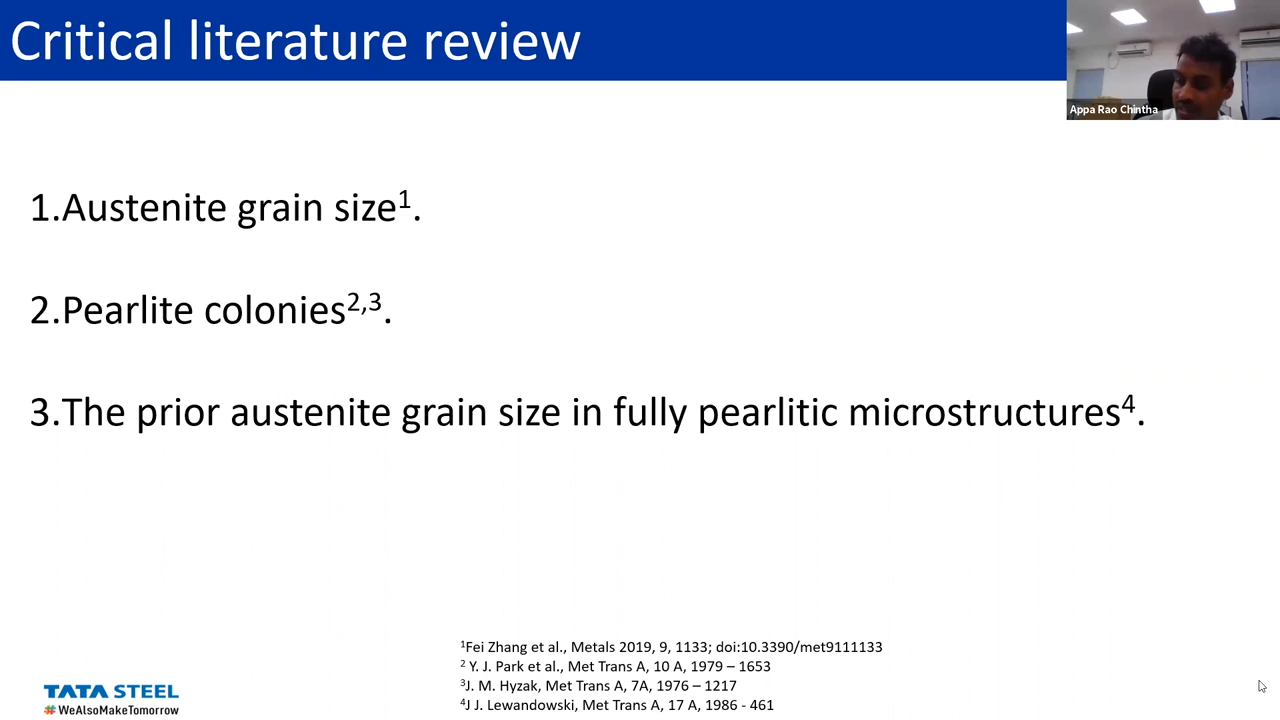 Critical literature review
Appa Rao Chintha
1.Austenite grain size¹.
2.Pearlite colonies²,³.
3.The prior austenite grain size in fully pearlitic microstructures⁴.
¹Fei Zhang et al., Metals 2019, 9, 1133; doi:10.3390/met9111133
² Y. J. Park et al., Met Trans A, 10 A, 1979 – 1653
³J. M. Hyzak, Met Trans A, 7A, 1976 – 1217
⁴J J. Lewandowski, Met Trans A, 17 A, 1986 - 461
TATA STEEL
#WeAlsoMakeTomorrow